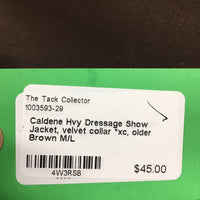 The Tack Collector
1003593-29
Caldene Hvy Dressage Show
Jacket, velvet collar *xc, older
Brown M/L
4W3RSB
$45.00